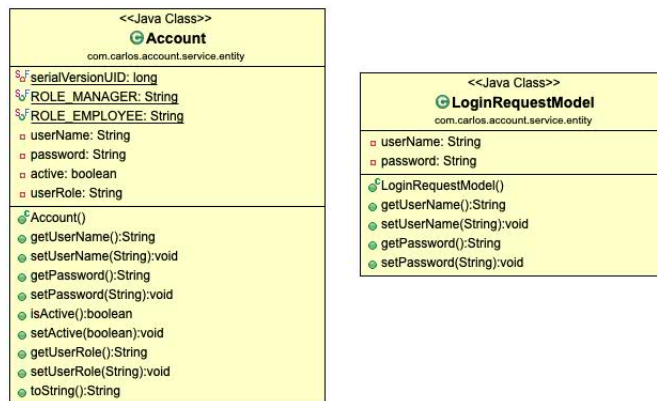 <<Java Class>>
Account
com.carlos.account.service.entity
serialVersionUID: long
ROLE_MANAGER: String
ROLE_EMPLOYEE: String
userName: String
password: String
active: boolean
userRole: String
Account()
getUserName():String
setUserName(String):void
getPassword():String
setPassword(String):void
isActive():boolean
setActive(boolean):void
getUserRole():String
setUserRole(String):void
toString():String
<<Java Class>>
LoginRequestModel
com.carlos.account.service.entity
userName: String
password: String
LoginRequestModel()
getUserName():String
setUserName(String):void
getPassword():String
setPassword(String):void